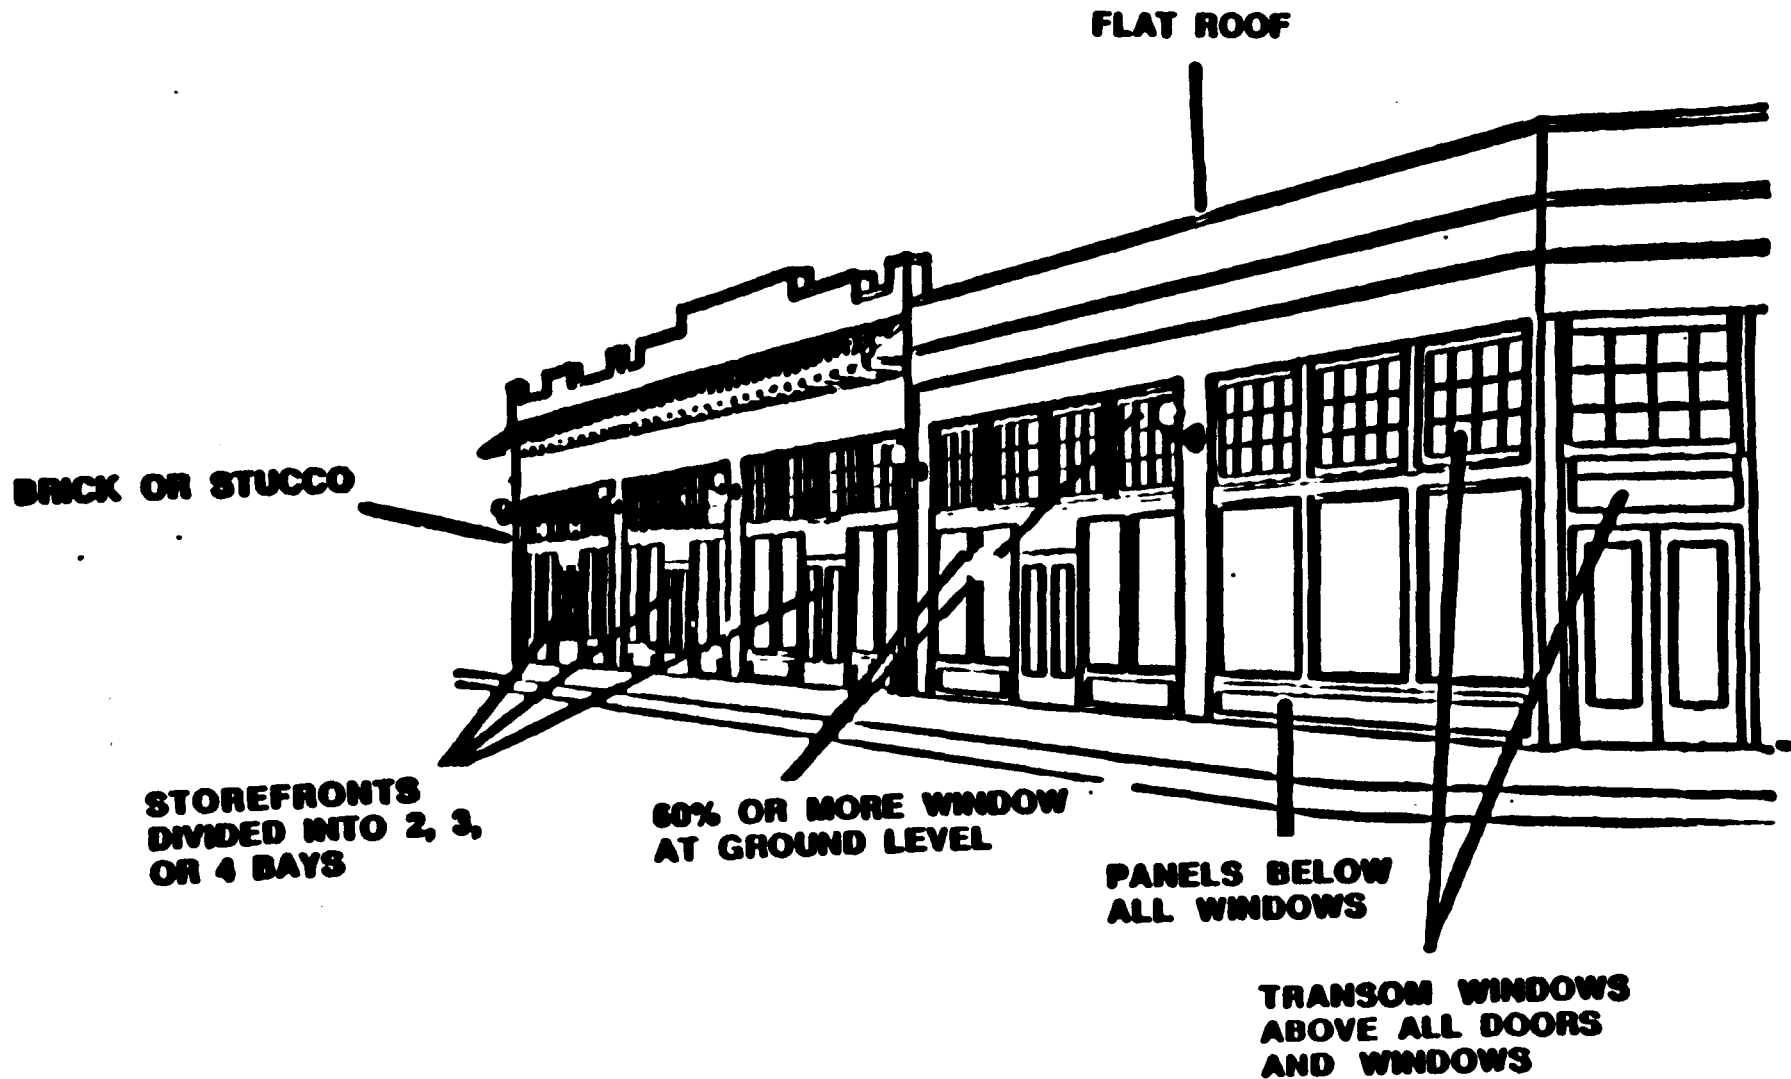 FLAT ROOF
BRICK OR STUCCO
STOREFRONTS
DIVIDED INTO 2, 3,
OR 4 BAYS
60% OR MORE WINDOW
AT GROUND LEVEL
PANELS BELOW
ALL WINDOWS
TRANSOM WINDOWS
ABOVE ALL DOORS
AND WINDOWS